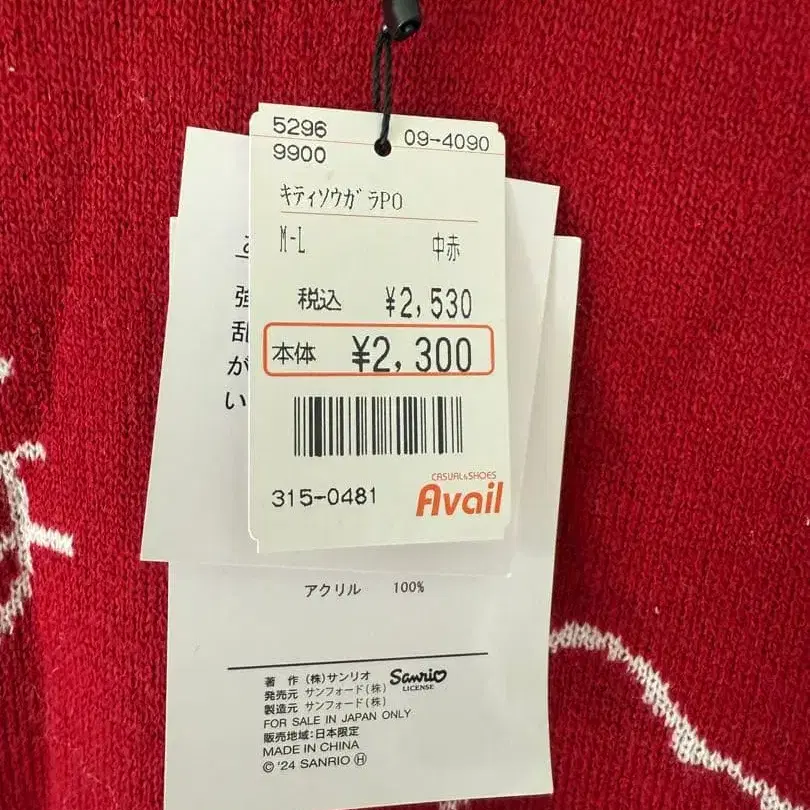 5296 09-4090
9900
キティソウガラPO
M-L 中赤
税込 ¥2,530
本体 ¥2,300
315-0481
CASUAL&SHOES
Avail
強
乱
が
い
アクリル 100%
著 作 (株)サンリオ Sanrio
LICENSE
発売元 サンフォード(株)
製造元 サンフォード(株)
FOR SALE IN JAPAN ONLY
販売地域:日本限定
MADE IN CHINA
© '24 SANRIO Ⓗ